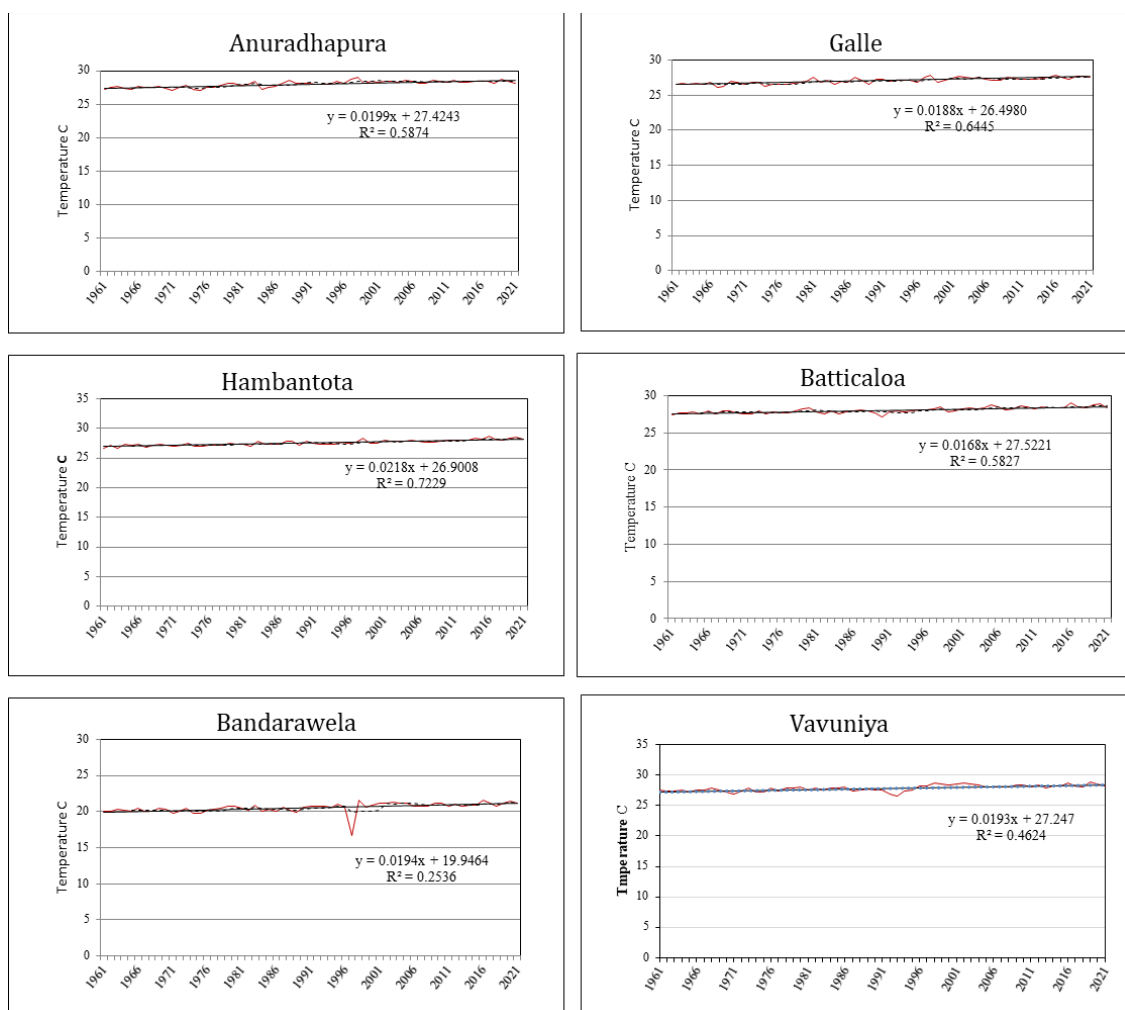 Anuradhapura
30
25
20
15
10
5
0
Temperature C
y = 0.0199x + 27.4243
R² = 0.5874
1961 1966 1971 1976 1981 1986 1991 1996 2001 2006 2011 2016 2021
Galle
30
25
20
15
10
5
0
Temperature C
y = 0.0188x + 26.4980
R² = 0.6445
1961 1966 1971 1976 1981 1986 1991 1996 2001 2006 2011 2016 2021
Hambantota
35
30
25
20
15
10
5
0
Temperature C
y = 0.0218x + 26.9008
R² = 0.7229
1961 1966 1971 1976 1981 1986 1991 1996 2001 2006 2011 2016 2021
Batticaloa
30
25
20
15
10
5
0
Temperature C
y = 0.0168x + 27.5221
R² = 0.5827
1961 1966 1971 1976 1981 1986 1991 1996 2001 2006 2011 2016 2021
Bandarawela
30
25
20
15
10
5
0
Temperature C
y = 0.0194x + 19.9464
R² = 0.2536
1961 1966 1971 1976 1981 1986 1991 1996 2001 2006 2011 2016 2021
Vavuniya
35
30
25
20
15
10
5
0
Tmperature C
y = 0.0193x + 27.247
R² = 0.4624
1961 1966 1971 1976 1981 1986 1991 1996 2001 2006 2011 2016 2021